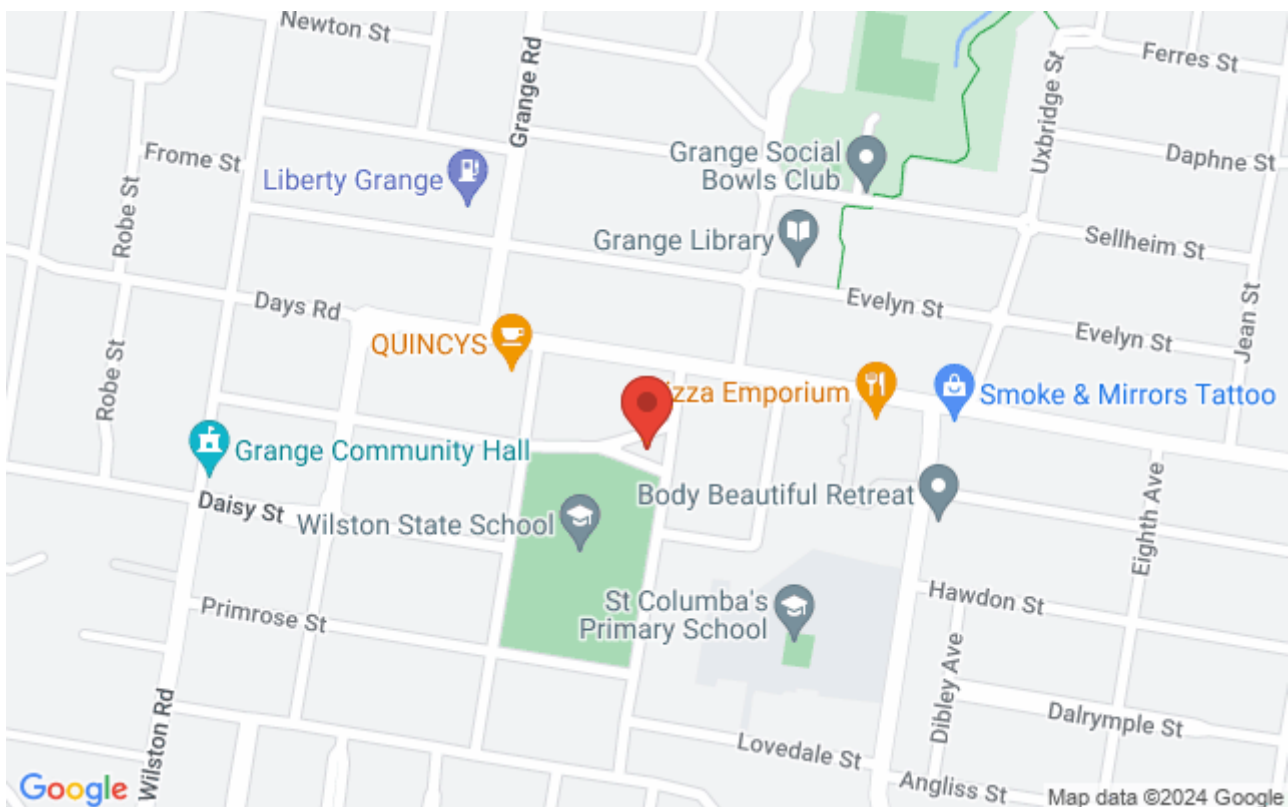 Newton St
Grange Rd
Ferres St
Uxbridge St
Grange Social
Bowls Club
Daphne St
Frome St
Liberty Grange
Robe St
Grange Library
Sellheim St
Days Rd
Evelyn St
Evelyn St
Jean St
QUINCYS
Robe St
zza Emporium
Smoke & Mirrors Tattoo
Grange Community Hall
Daisy St
Wilston State School
Body Beautiful Retreat
Eighth Ave
Primrose St
St Columba's
Primary School
Hawdon St
Dibley Ave
Dalrymple St
Wilston Rd
Lovedale St
Angliss St
Google
Map data ©2024 Google